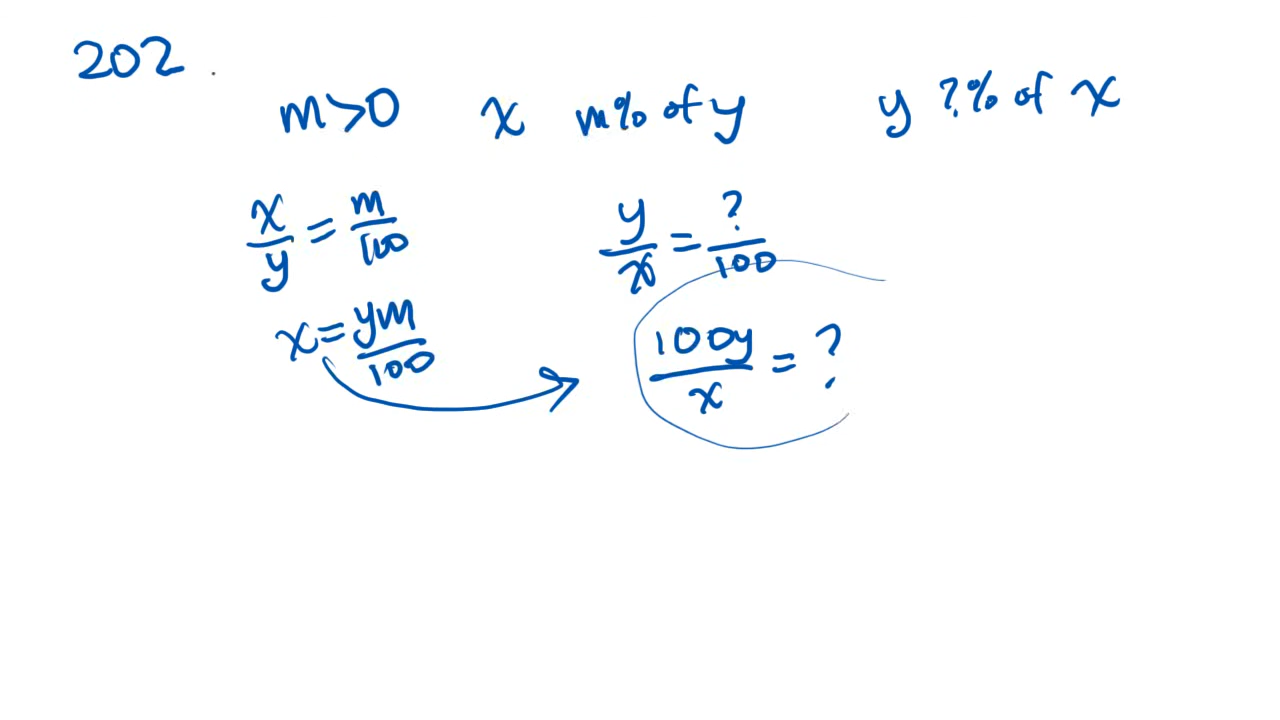 202.
m>0 x m% of y y ?% of x
x/y = m/100 y/x = ?/100
x = ym/100 100y/x = ?